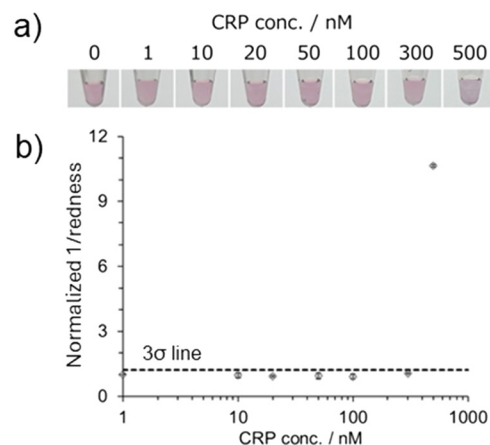 a)
CRP conc. / nM
0 1 10 20 50 100 300 500
b)
12
9
6
3
0
Normalized 1/redness
3σ line
1 10 100 1000
CRP conc. / nM